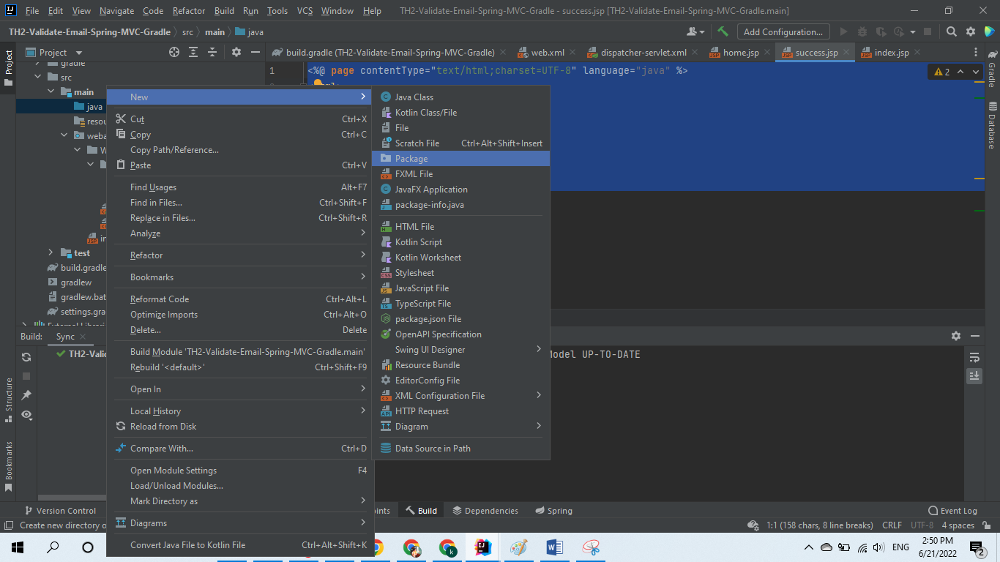 File Edit View Navigate Code Refactor Build Run Tools VCS Window Help TH2-Validate-Email-Spring-MVC-Gradle - success.jsp [TH2-Validate-Email-Spring-MVC-Gradle.main]
TH2-Validate-Email-Spring-MVC-Gradle src main java Add Configuration...
Project build.gradle (TH2-Validate-Email-Spring-MVC-Gradle) web.xml dispatcher-servlet.xml home.jsp success.jsp index.jsp
Project
Gradle
Database
Structure
Bookmarks
gradle
src
main
java
resou
weba
W
in
test
build.gradle
gradlew
gradlew.bat
settings.gra
External Librari
1 <%@ page contentType="text/html;charset=UTF-8" language="java" %>
2
New
Cut Ctrl+X
Copy Ctrl+C
Copy Path/Reference...
Paste Ctrl+V
Find Usages Alt+F7
Find in Files... Ctrl+Shift+F
Replace in Files... Ctrl+Shift+R
Analyze
Refactor
Bookmarks
Reformat Code Ctrl+Alt+L
Optimize Imports Ctrl+Alt+O
Delete... Delete
Build Module 'TH2-Validate-Email-Spring-MVC-Gradle.main'
Rebuild '<default>' Ctrl+Shift+F9
Open In
Local History
Reload from Disk
Compare With... Ctrl+D
Open Module Settings F4
Load/Unload Modules...
Mark Directory as
Diagrams
Convert Java File to Kotlin File Ctrl+Alt+Shift+K
Java Class
Kotlin Class/File
File
Scratch File Ctrl+Alt+Shift+Insert
Package
FXML File
JavaFX Application
package-info.java
HTML File
Kotlin Script
Kotlin Worksheet
Stylesheet
JavaScript File
TypeScript File
package.json File
OpenAPI Specification
Swing UI Designer
Resource Bundle
EditorConfig File
XML Configuration File
HTTP Request
Diagram
Data Source in Path
Build: Sync
TH2-Valid
Model UP-TO-DATE
Version Control oints Build Dependencies Spring Event Log
Create new directory o 1:1 (158 chars, 8 line breaks) CRLF UTF-8 4 spaces
ENG 2:50 PM
6/21/2022 2